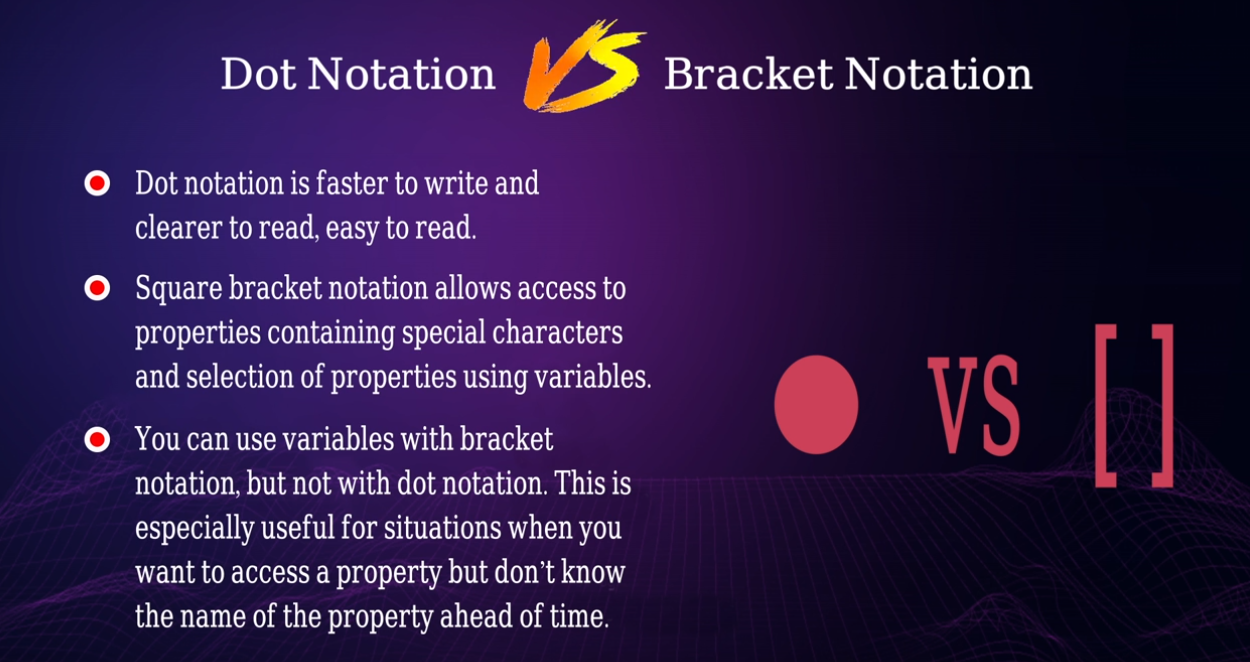 Dot Notation VS Bracket Notation
Dot notation is faster to write and
clearer to read, easy to read.
Square bracket notation allows access to
properties containing special characters
and selection of properties using variables.
You can use variables with bracket
notation, but not with dot notation. This is
especially useful for situations when you
want to access a property but don’t know
the name of the property ahead of time.
VS [ ]